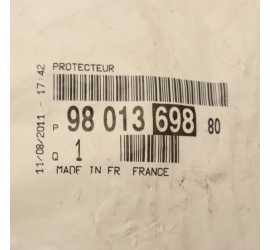 PROTECTEUR
P 98 013 698 80
Q 1
MADE IN FR FRANCE
11/08/2011 - 17:42